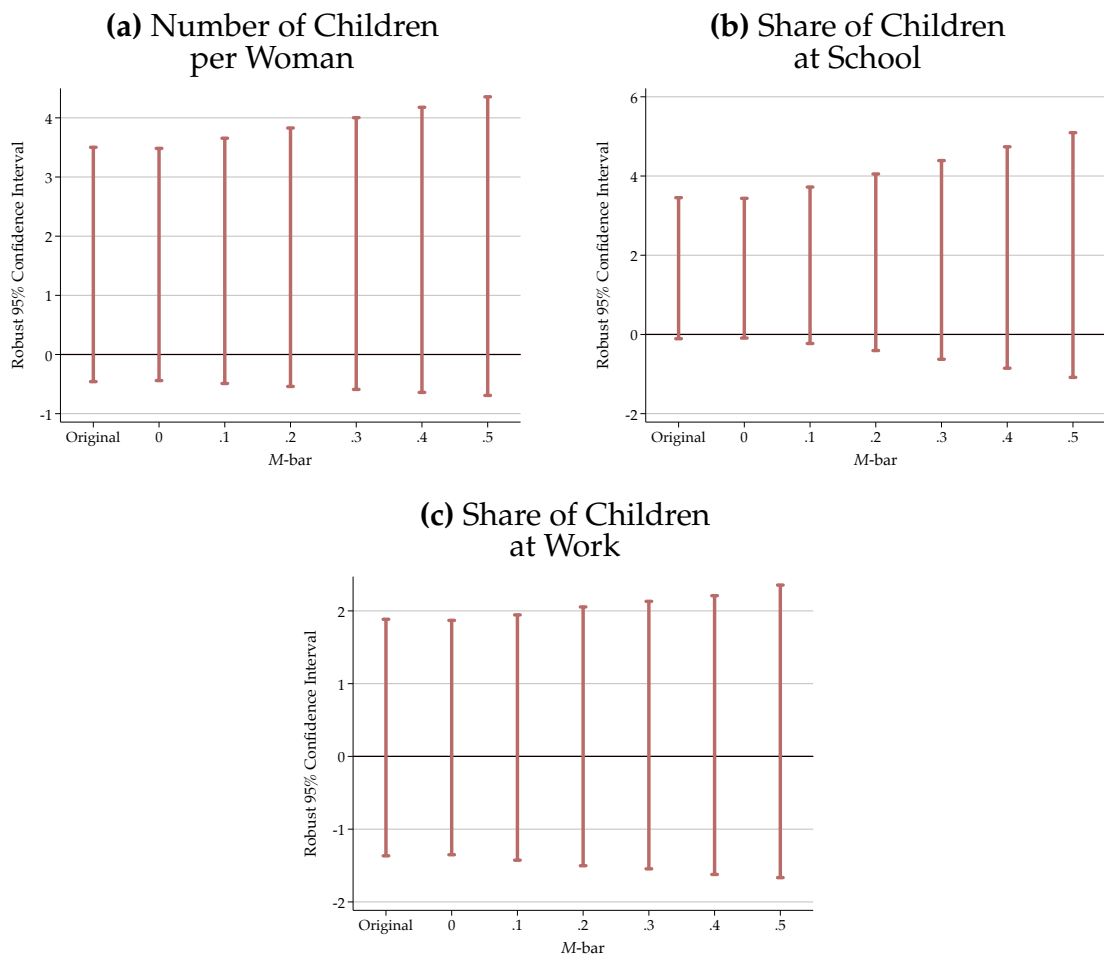 (a) Number of Children
per Woman
Robust 95% Confidence Interval
4
3
2
1
0
-1
Original 0 .1 .2 .3 .4 .5
M-bar
(b) Share of Children
at School
Robust 95% Confidence Interval
6
4
2
0
-2
Original 0 .1 .2 .3 .4 .5
M-bar
(c) Share of Children
at Work
Robust 95% Confidence Interval
2
1
0
-1
-2
Original 0 .1 .2 .3 .4 .5
M-bar